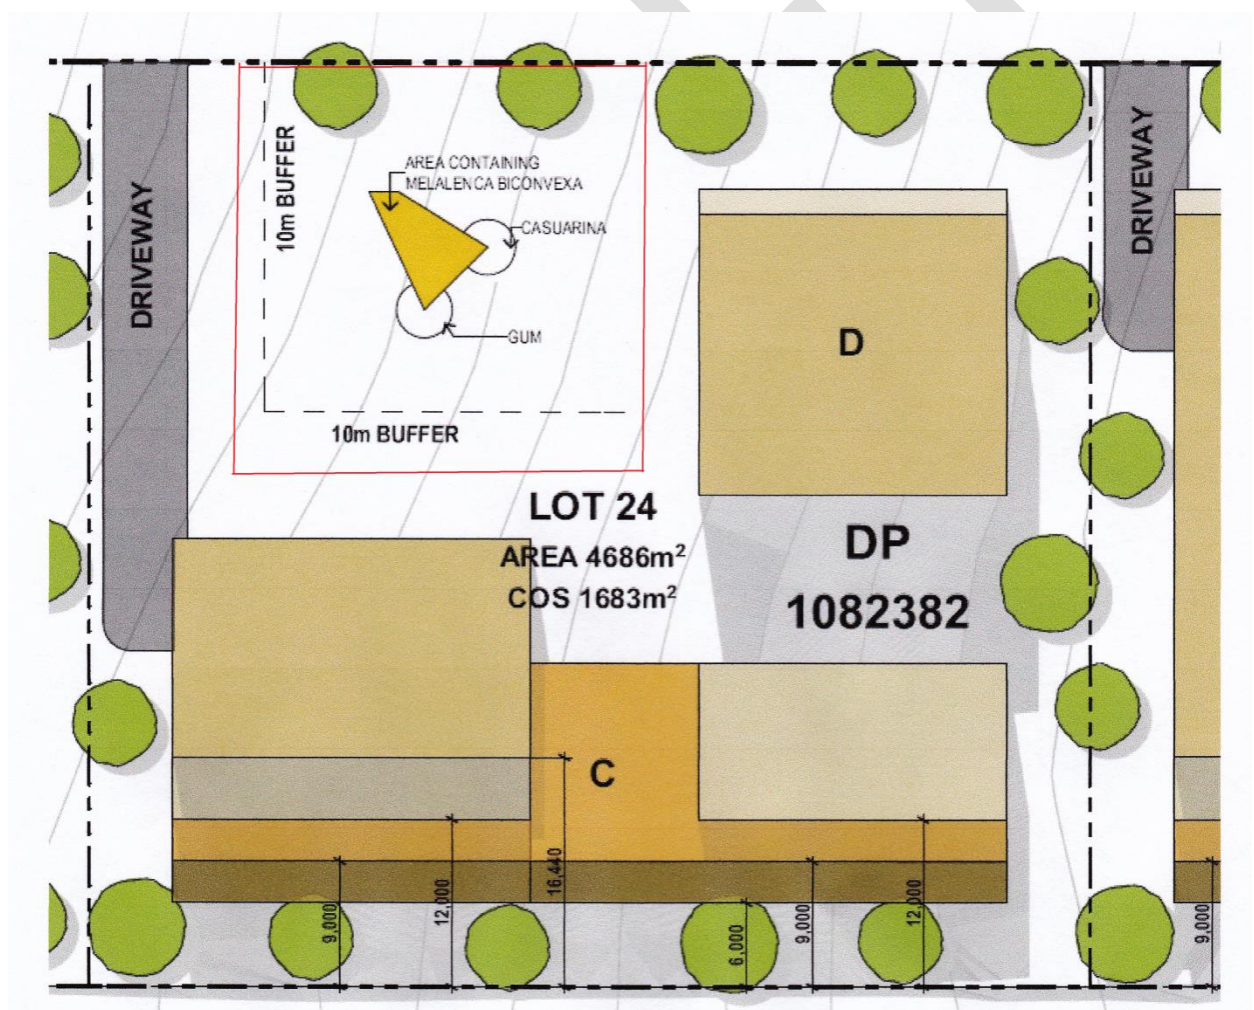 AREA CONTAINING
MELALENCA BICONVEXA
CASUARINA
GUM
10m BUFFER
10m BUFFER
DRIVEWAY
DRIVEWAY
D
LOT 24
AREA 4686m²
COS 1683m²
DP
1082382
C
9,000
12,000
16,440
6,000
9,000
12,000
9,000